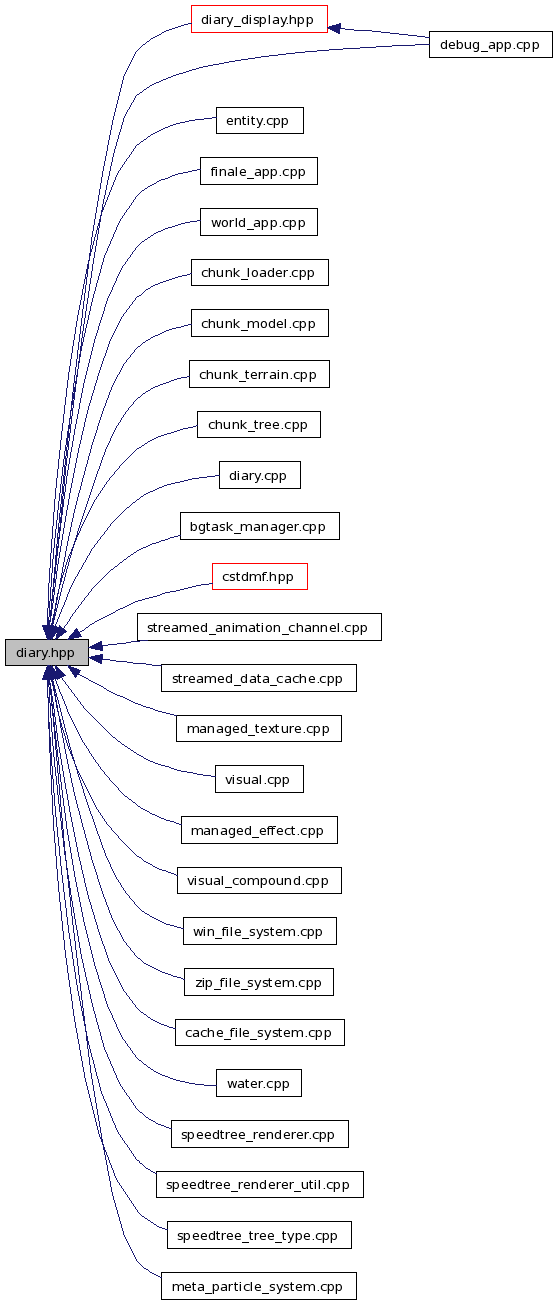 diary_display.hpp
debug_app.cpp
entity.cpp
finale_app.cpp
world_app.cpp
chunk_loader.cpp
chunk_model.cpp
chunk_terrain.cpp
chunk_tree.cpp
diary.cpp
bgtask_manager.cpp
cstdmf.hpp
streamed_animation_channel.cpp
diary.hpp
streamed_data_cache.cpp
managed_texture.cpp
visual.cpp
managed_effect.cpp
visual_compound.cpp
win_file_system.cpp
zip_file_system.cpp
cache_file_system.cpp
water.cpp
speedtree_renderer.cpp
speedtree_renderer_util.cpp
speedtree_tree_type.cpp
meta_particle_system.cpp